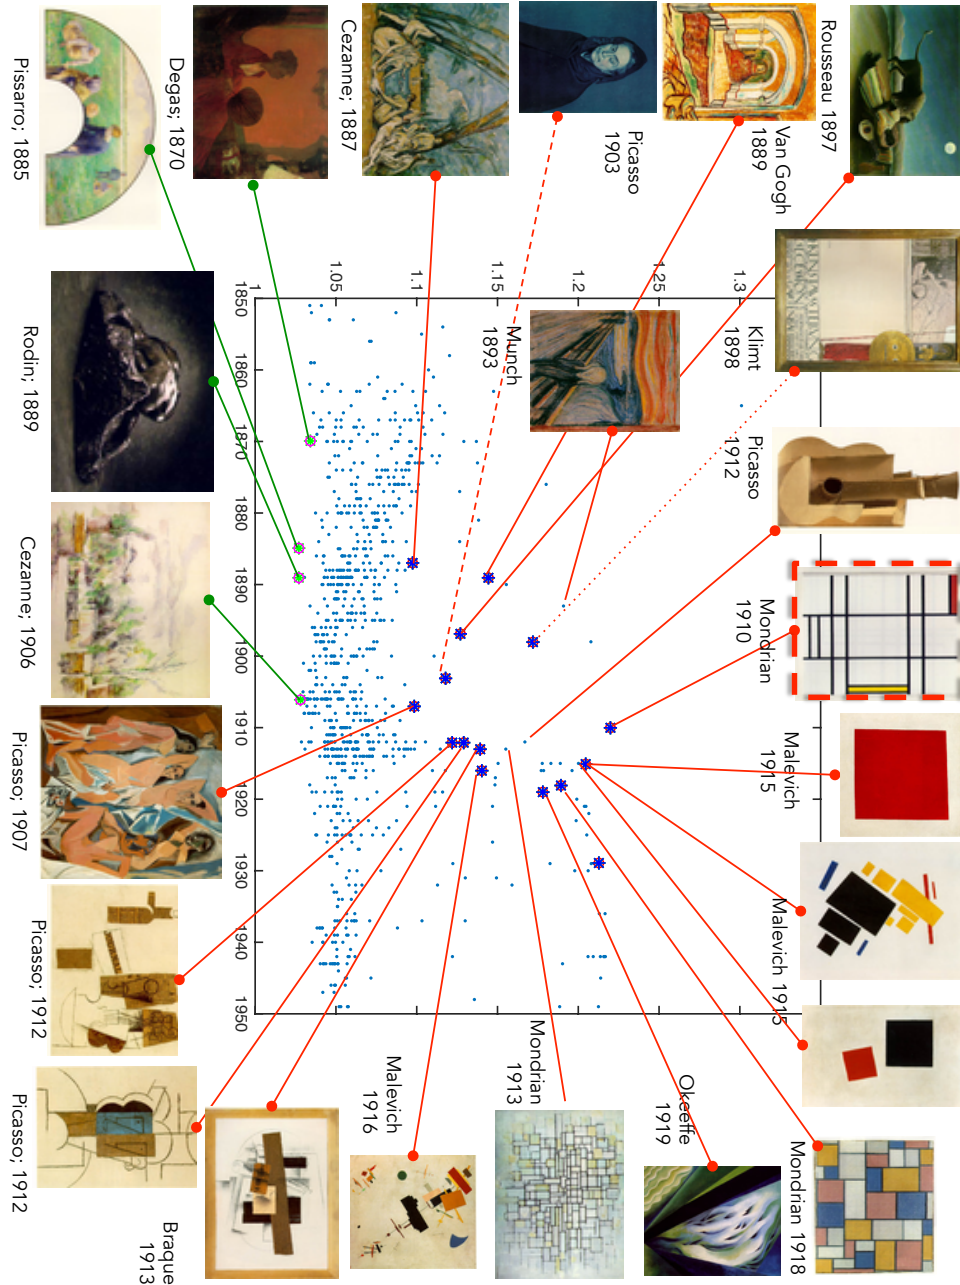 Rousseau 1897
Van Gogh
1889
Klimt
1898
Picasso
1912
Mondrian
1910
Malevich
1915
Malevich 1915
Mondrian 1918
Okeeffe
1919
Picasso
1903
Munch
1893
Mondrian
1913
Malevich
1916
Cezanne; 1887
Degas; 1870
1.3
1.25
1.2
1.15
1.1
1.05
1
1850
1860
1870
1880
1890
1900
1910
1920
1930
1940
1950
Braque
1913
Pissarro; 1885
Rodin; 1889
Cezanne; 1906
Picasso; 1907
Picasso; 1912
Picasso; 1912